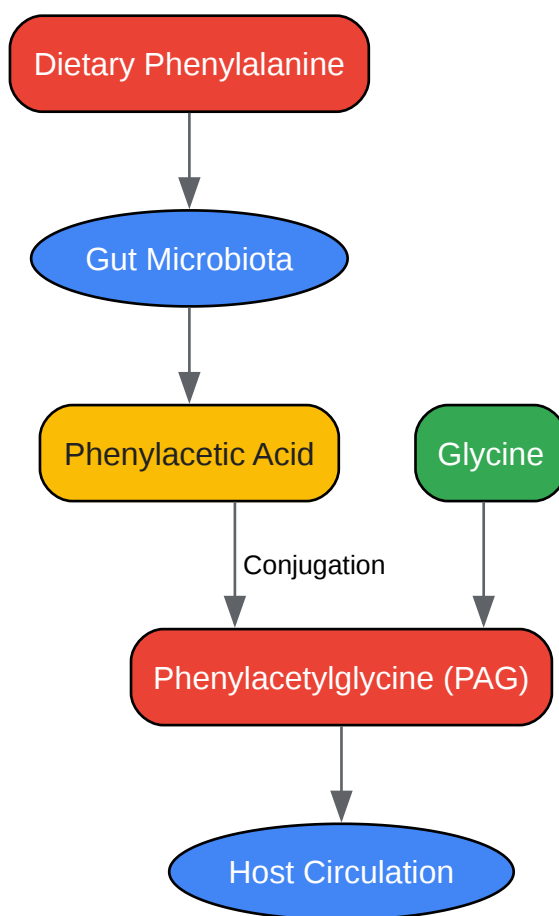 Dietary Phenylalanine
Gut Microbiota
Phenylacetic Acid
Glycine
Conjugation
Phenylacetylglycine (PAG)
Host Circulation